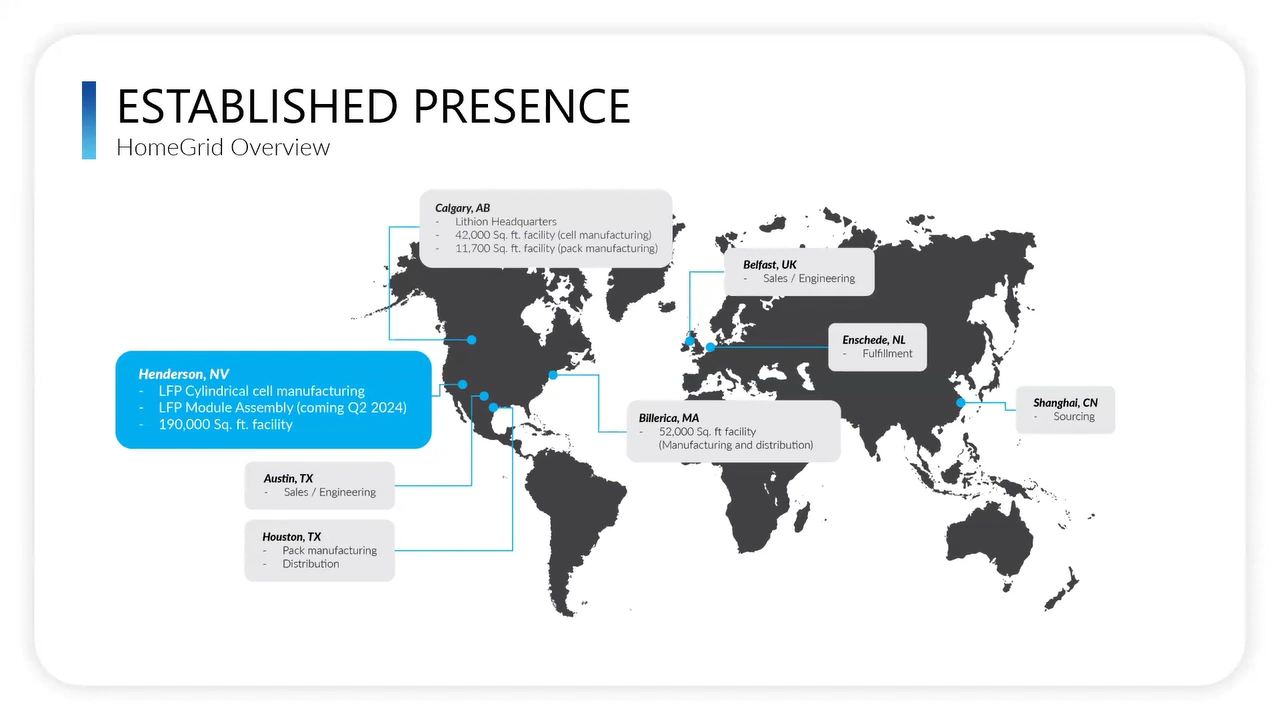 ESTABLISHED PRESENCE
HomeGrid Overview
Calgary, AB
- Lithion Headquarters
- 42,000 Sq. ft. facility (cell manufacturing)
- 11,700 Sq. ft. facility (pack manufacturing)
Belfast, UK
- Sales / Engineering
Enschede, NL
- Fulfillment
Henderson, NV
- LFP Cylindrical cell manufacturing
- LFP Module Assembly (coming Q2 2024)
- 190,000 Sq. ft. facility
Shanghai, CN
- Sourcing
Billerica, MA
- 52,000 Sq. ft facility
(Manufacturing and distribution)
Austin, TX
- Sales / Engineering
Houston, TX
- Pack manufacturing
- Distribution